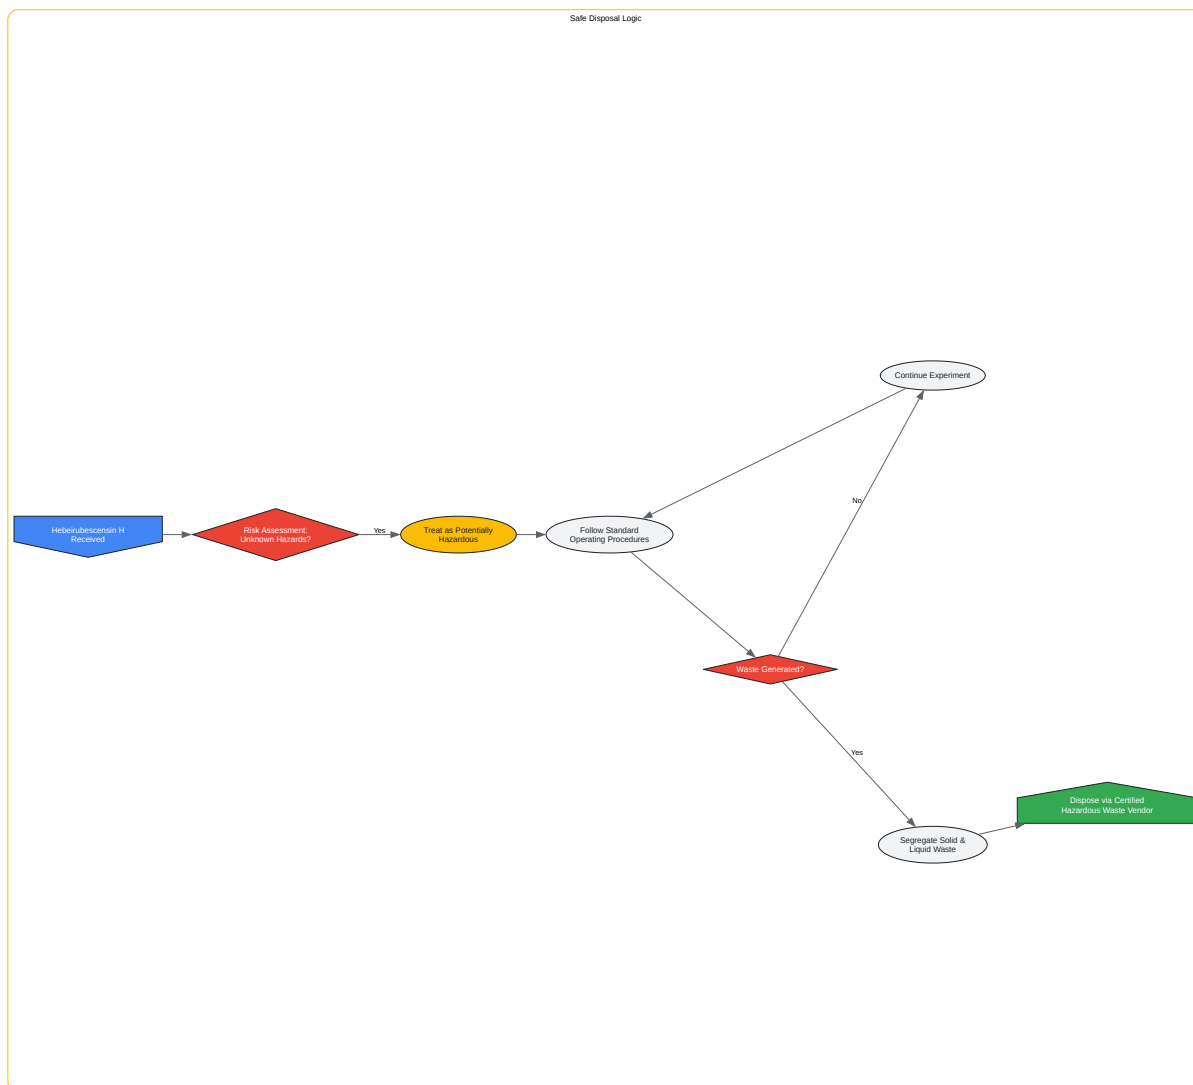 Safe Disposal Logic
Continue Experiment
No
Hebeirubescensin H
Received
Risk Assessment:
Unknown Hazards?
Yes
Treat as Potentially
Hazardous
Follow Standard
Operating Procedures
Waste Generated?
Yes
Dispose via Certified
Hazardous Waste Vendor
Segregate Solid &
Liquid Waste